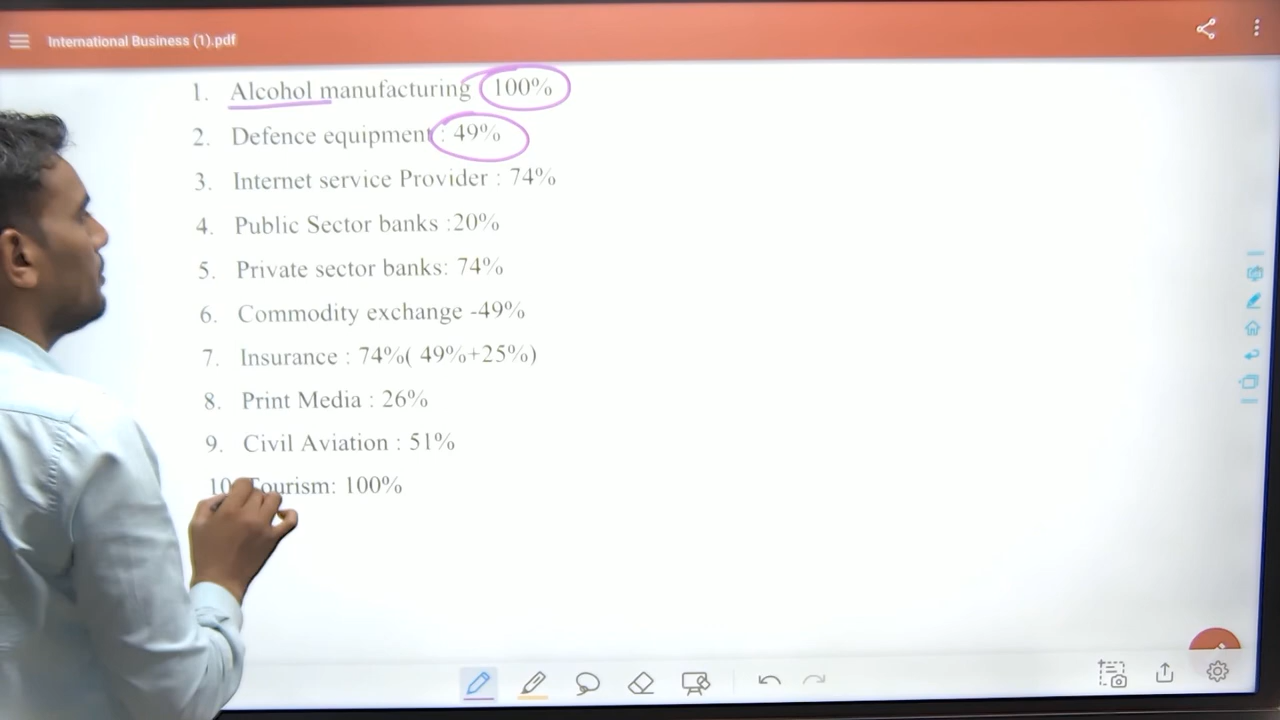 International Business (1).pdf
1. Alcohol manufacturing 100%
2. Defence equipment : 49%
3. Internet service Provider : 74%
4. Public Sector banks :20%
5. Private sector banks: 74%
6. Commodity exchange -49%
7. Insurance : 74%( 49%+25%)
8. Print Media : 26%
9. Civil Aviation : 51%
10. Tourism: 100%